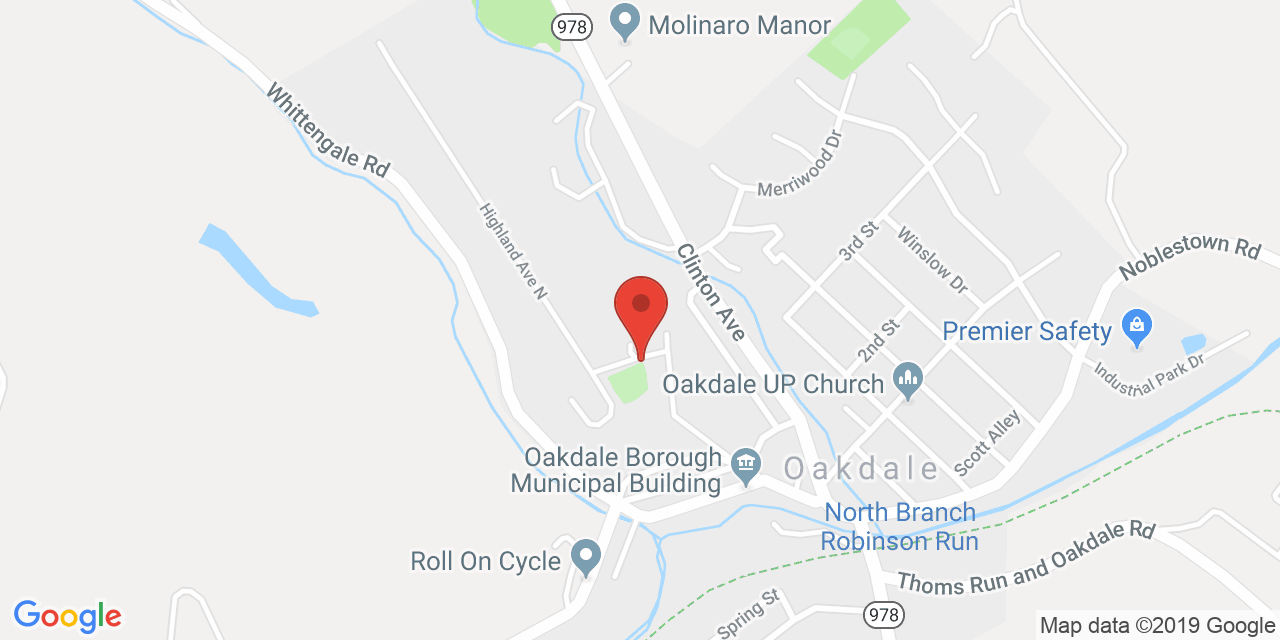 978
Molinaro Manor
Whittengale Rd
Merriwood Dr
Highland Ave N
3rd St
Winslow Dr
Noblestown Rd
Clinton Ave
Premier Safety
2nd St
Industrial Park Dr
Oakdale UP Church
Scott Alley
Oakdale Borough
Municipal Building
Oakdale
North Branch
Robinson Run
Roll On Cycle
Thoms Run and Oakdale Rd
Spring St
978
Google
Map data ©2019 Google